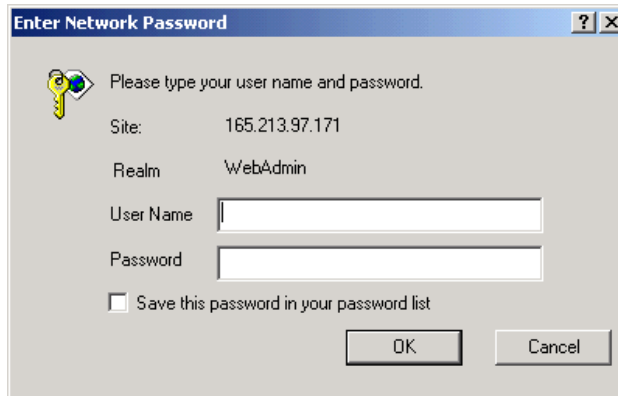 Enter Network Password
Please type your user name and password.
Site: 165.213.97.171
Realm WebAdmin
User Name
Password
Save this password in your password list
OK Cancel